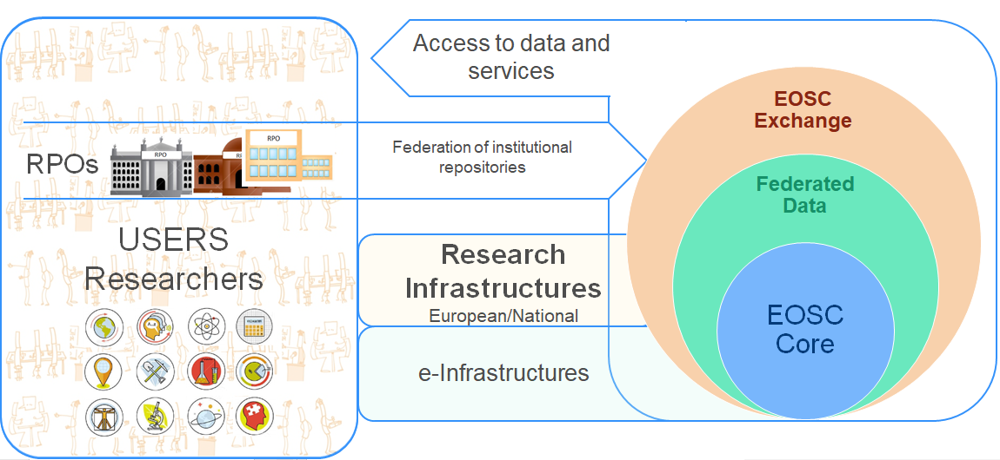 Access to data and
services
EOSC
Exchange
RPOs
RPO
RPO
Federation of institutional
repositories
Federated
Data
USERS
Researchers
Research
Infrastructures
European/National
EOSC
Core
e-Infrastructures